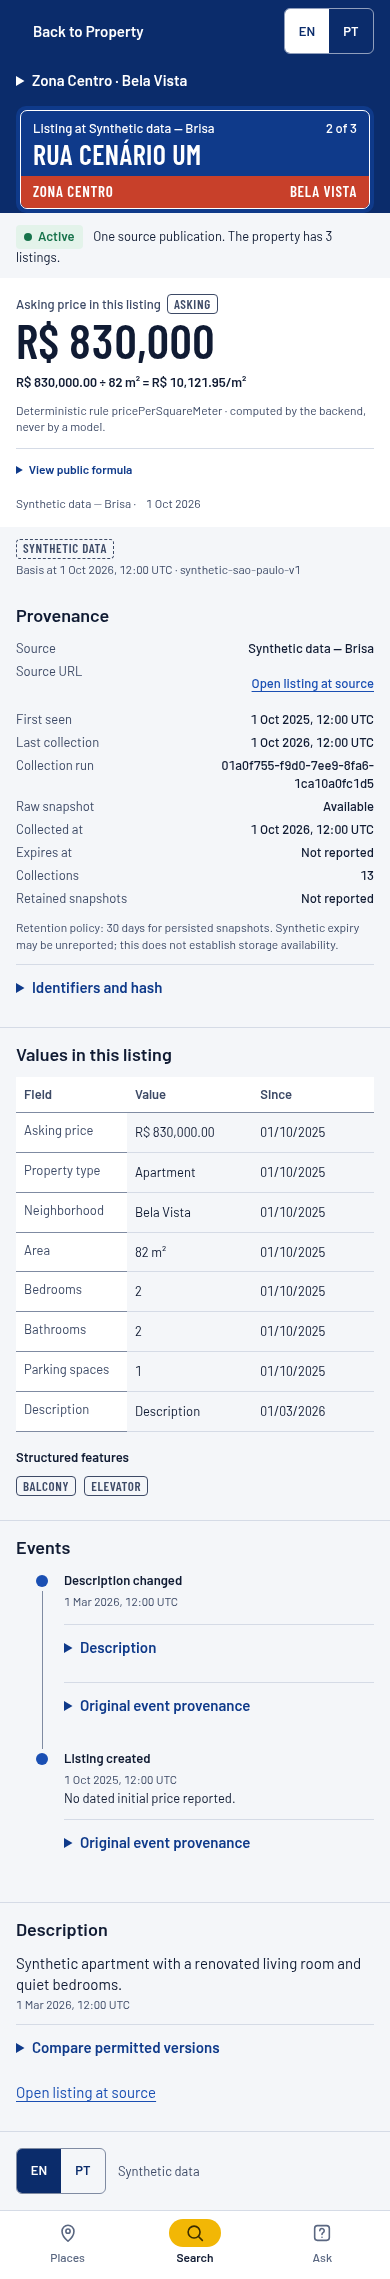 Back to Property
EN PT
Zona Centro · Bela Vista
Listing at Synthetic data — Brisa 2 of 3
RUA CENÁRIO UM
ZONA CENTRO BELA VISTA
Active One source publication. The property has 3
listings.
Asking price in this listing ASKING
R$ 830,000
R$ 830,000.00 ÷ 82 m² = R$ 10,121.95/m²
Deterministic rule pricePerSquareMeter · computed by the backend,
never by a model.
View public formula
Synthetic data — Brisa · 1 Oct 2026
SYNTHETIC DATA
Basis at 1 Oct 2026, 12:00 UTC · synthetic-sao-paulo-v1
Provenance
Source Synthetic data — Brisa
Source URL
Open listing at source
First seen 1 Oct 2025, 12:00 UTC
Last collection 1 Oct 2026, 12:00 UTC
Collection run 01a0f755-f9d0-7ee9-8fa6-
1ca10a0fc1d5
Raw snapshot Available
Collected at 1 Oct 2026, 12:00 UTC
Expires at Not reported
Collections 13
Retained snapshots Not reported
Retention policy: 30 days for persisted snapshots. Synthetic expiry
may be unreported; this does not establish storage availability.
Identifiers and hash
Values in this listing
Field Value Since
Asking price R$ 830,000.00 01/10/2025
Property type Apartment 01/10/2025
Neighborhood Bela Vista 01/10/2025
Area 82 m² 01/10/2025
Bedrooms 2 01/10/2025
Bathrooms 2 01/10/2025
Parking spaces 1 01/10/2025
Description Description 01/03/2026
Structured features
BALCONY ELEVATOR
Events
Description changed
1 Mar 2026, 12:00 UTC
Description
Original event provenance
Listing created
1 Oct 2025, 12:00 UTC
No dated initial price reported.
Original event provenance
Description
Synthetic apartment with a renovated living room and
quiet bedrooms.
1 Mar 2026, 12:00 UTC
Compare permitted versions
Open listing at source
EN PT Synthetic data
Places Search Ask